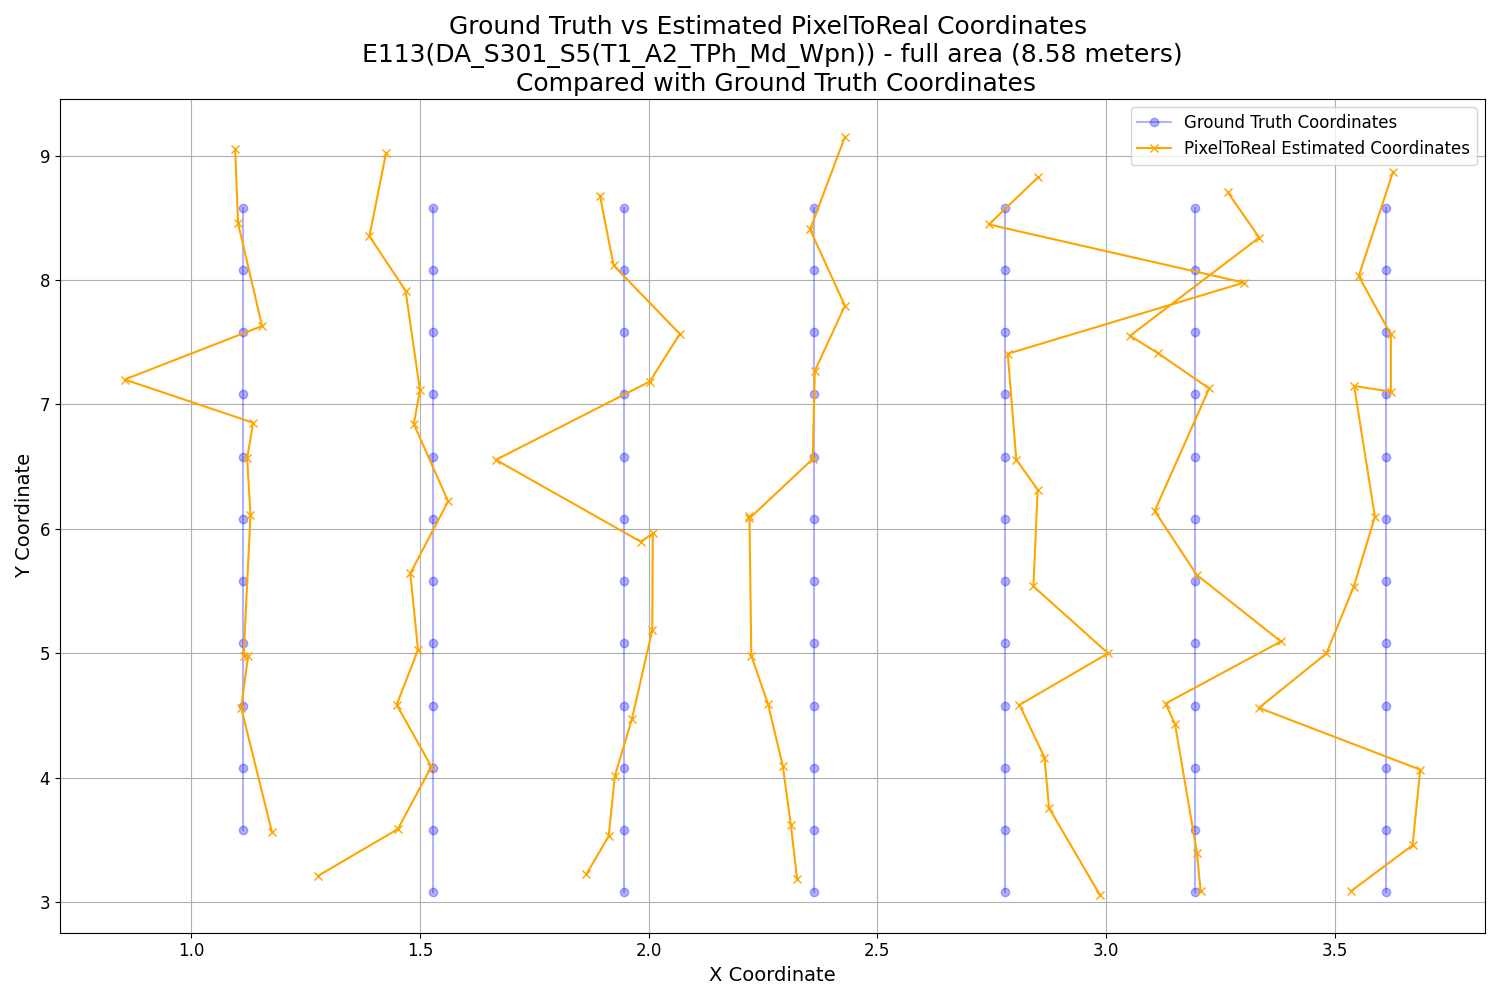 Ground Truth vs Estimated PixelToReal Coordinates
E113(DA_S301_S5(T1_A2_TPh_Md_Wpn)) - full area (8.58 meters)
Compared with Ground Truth Coordinates
Ground Truth Coordinates
PixelToReal Estimated Coordinates
Y Coordinate
9
8
7
6
5
4
3
1.0 1.5 2.0 2.5 3.0 3.5
X Coordinate